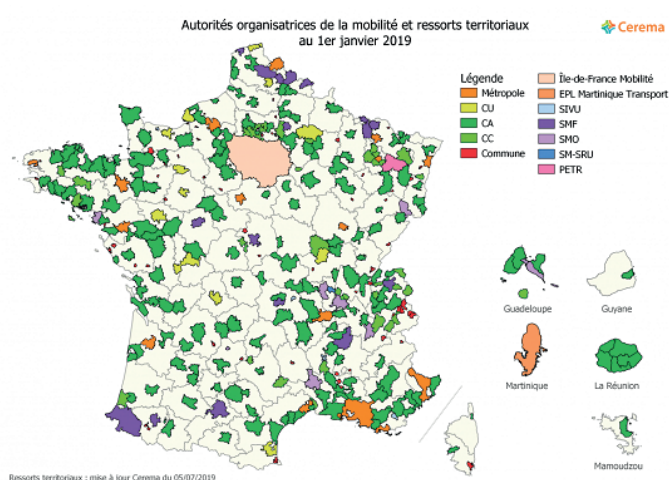 Autorités organisatrices de la mobilité et ressorts territoriaux
au 1er janvier 2019
Cerema
Légende
Métropole
CU
CA
CC
Commune
Île-de-France Mobilité
EPL Martinique Transport
SIVU
SMF
SMO
SM-SRU
PETR
Guadeloupe
Guyane
Martinique
La Réunion
Mamoudzou
Ressorts territoriaux : mise à jour Cerema du 05/07/2019